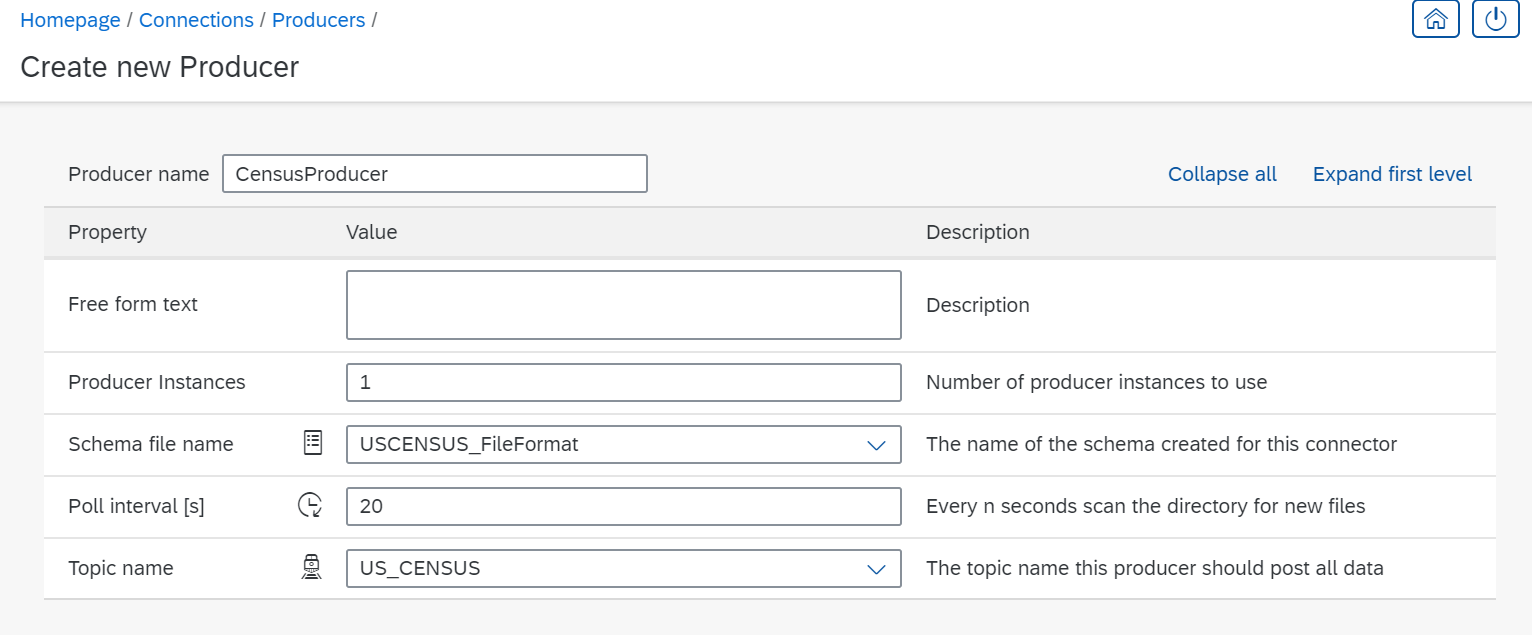 Homepage / Connections / Producers /
Create new Producer
Producer name CensusProducer Collapse all Expand first level
Property Value Description
Free form text Description
Producer Instances 1 Number of producer instances to use
Schema file name USCENSUS_FileFormat The name of the schema created for this connector
Poll interval [s] 20 Every n seconds scan the directory for new files
Topic name US_CENSUS The topic name this producer should post all data